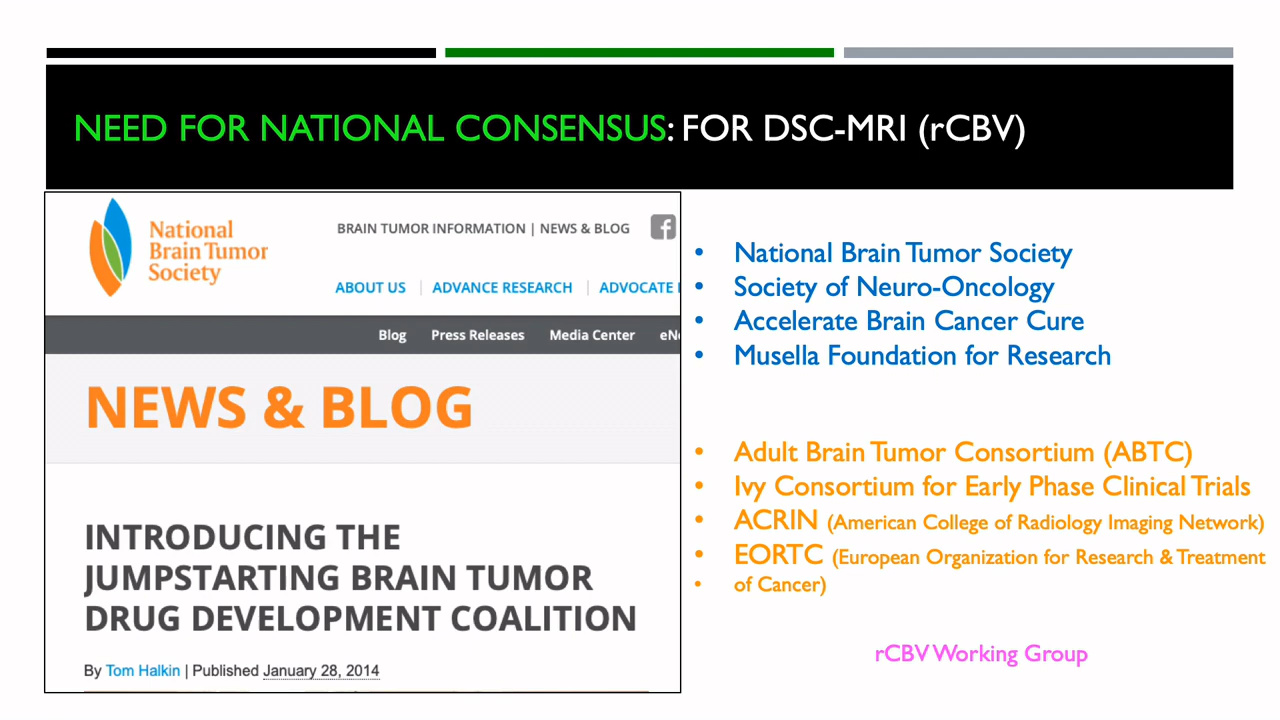 NEED FOR NATIONAL CONSENSUS: FOR DSC-MRI (rCBV)
National
Brain Tumor
Society
BRAIN TUMOR INFORMATION | NEWS & BLOG
ABOUT US | ADVANCE RESEARCH | ADVOCATE
Blog Press Releases Media Center eNe
NEWS & BLOG
INTRODUCING THE
JUMPSTARTING BRAIN TUMOR
DRUG DEVELOPMENT COALITION
By Tom Halkin | Published January 28, 2014
• National Brain Tumor Society
• Society of Neuro-Oncology
• Accelerate Brain Cancer Cure
• Musella Foundation for Research
• Adult Brain Tumor Consortium (ABTC)
• Ivy Consortium for Early Phase Clinical Trials
• ACRIN (American College of Radiology Imaging Network)
• EORTC (European Organization for Research & Treatment
• of Cancer)
rCBV Working Group